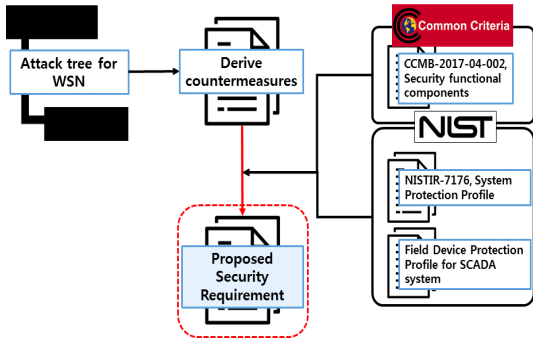 Attack tree for
WSN
Derive
countermeasures
Common Criteria
CCMB-2017-04-002,
Security functional
components
NIST
NISTIR-7176, System
Protection Profile
Field Device Protection
Profile for SCADA
system
Proposed
Security
Requirement